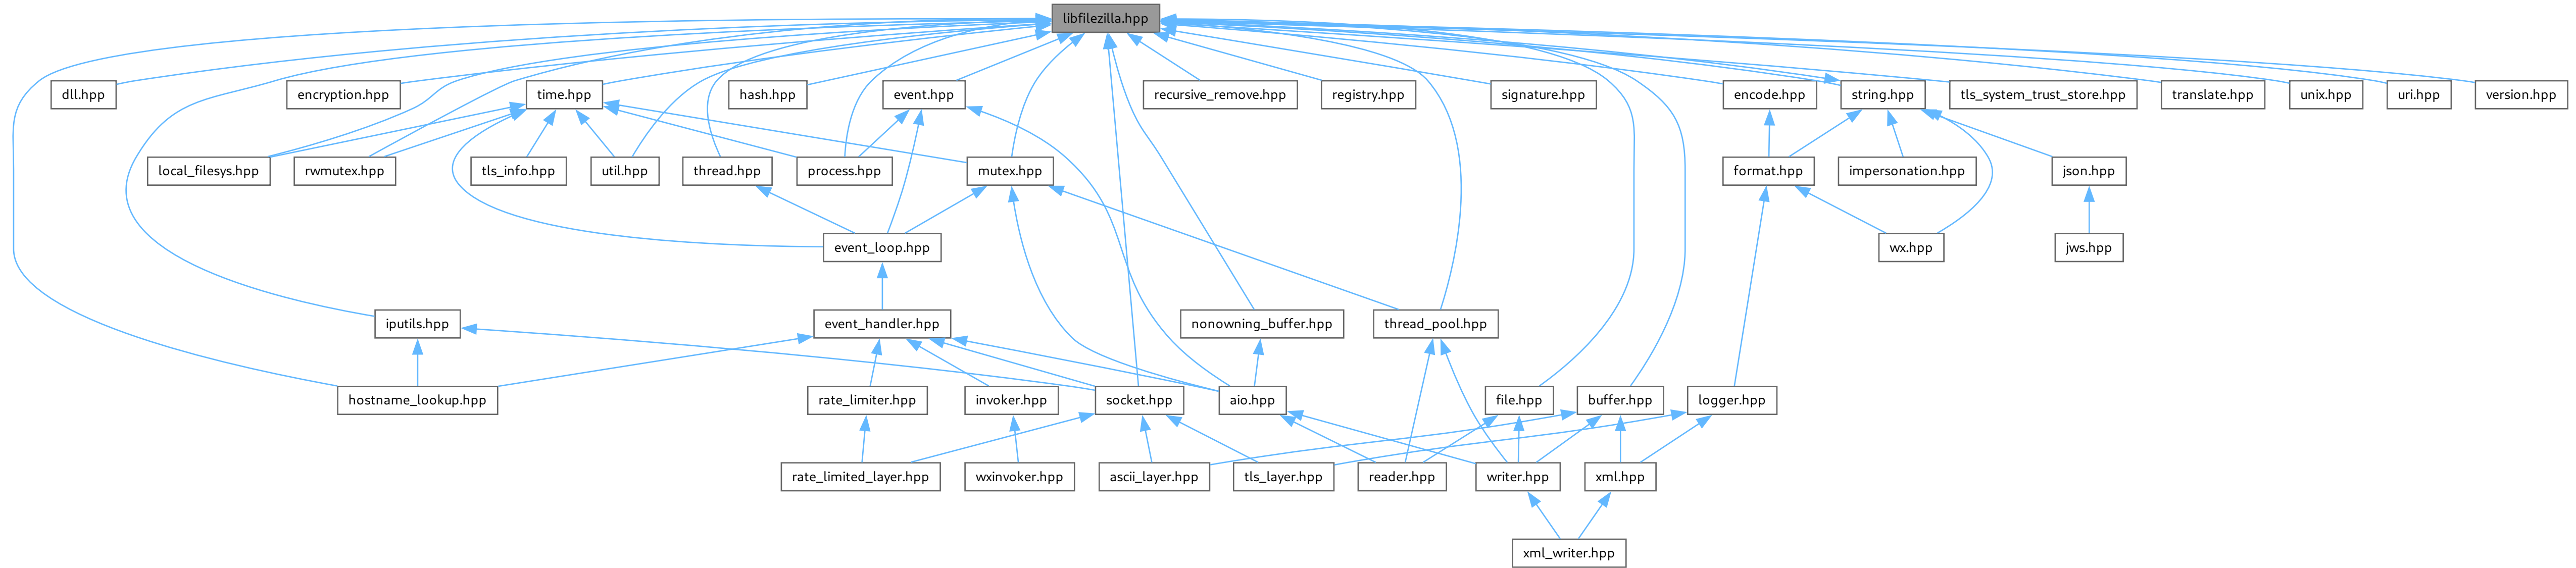 libfilezilla.hpp
dll.hpp
encryption.hpp
time.hpp
hash.hpp
event.hpp
recursive_remove.hpp
registry.hpp
signature.hpp
encode.hpp
string.hpp
tls_system_trust_store.hpp
translate.hpp
unix.hpp
uri.hpp
version.hpp
local_filesys.hpp
rwmutex.hpp
tls_info.hpp
util.hpp
thread.hpp
process.hpp
mutex.hpp
format.hpp
impersonation.hpp
json.hpp
event_loop.hpp
wx.hpp
jws.hpp
iputils.hpp
event_handler.hpp
nonowning_buffer.hpp
thread_pool.hpp
hostname_lookup.hpp
rate_limiter.hpp
invoker.hpp
socket.hpp
aio.hpp
file.hpp
buffer.hpp
logger.hpp
rate_limited_layer.hpp
wxinvoker.hpp
ascii_layer.hpp
tls_layer.hpp
reader.hpp
writer.hpp
xml.hpp
xml_writer.hpp